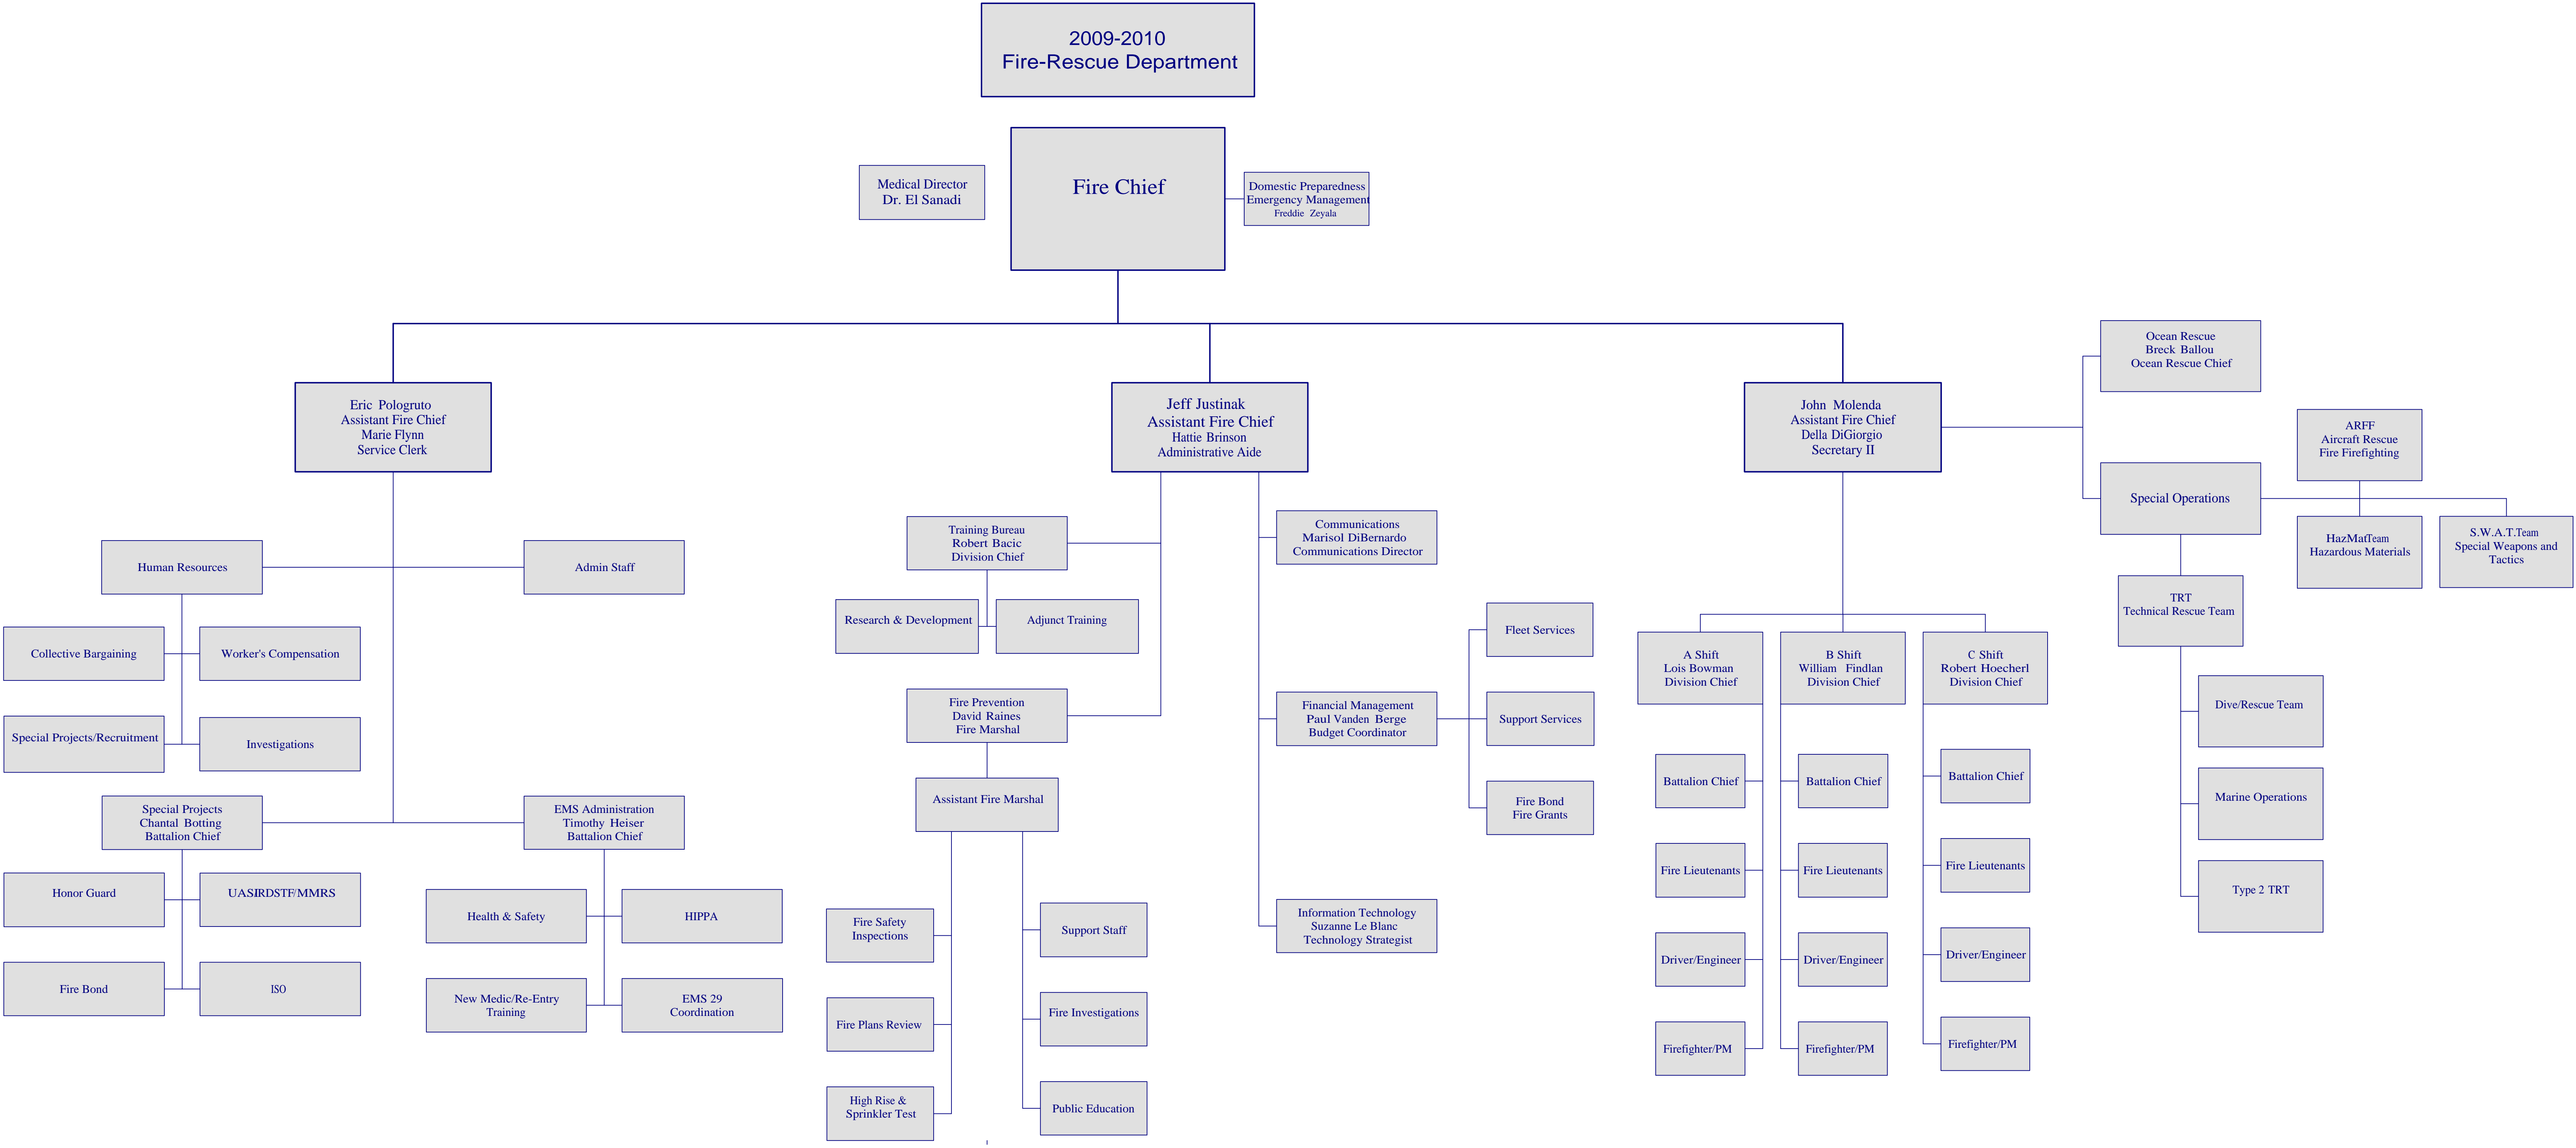 2009-2010
Fire-Rescue Department
Medical Director
Dr. El Sanadi
Fire Chief
Domestic Preparedness
Emergency Management
Freddie Zeyala
Eric Pologruto
Assistant Fire Chief
Marie Flynn
Service Clerk
Jeff Justinak
Assistant Fire Chief
Hattie Brinson
Administrative Aide
John Molenda
Assistant Fire Chief
Della DiGiorgio
Secretary II
Ocean Rescue
Breck Ballou
Ocean Rescue Chief
Special Operations
ARFF
Aircraft Rescue
Fire Firefighting
HazMatTeam
Hazardous Materials
S.W.A.T.Team
Special Weapons and
Tactics
TRT
Technical Rescue Team
Dive/Rescue Team
Marine Operations
Type 2 TRT
Human Resources
Admin Staff
Collective Bargaining
Worker's Compensation
Special Projects/Recruitment
Investigations
Special Projects
Chantal Botting
Battalion Chief
EMS Administration
Timothy Heiser
Battalion Chief
Honor Guard
UASIRDSTF/MMRS
Fire Bond
ISO
Health & Safety
HIPPA
New Medic/Re-Entry
Training
EMS 29
Coordination
Training Bureau
Robert Bacic
Division Chief
Research & Development
Adjunct Training
Fire Prevention
David Raines
Fire Marshal
Assistant Fire Marshal
Fire Safety
Inspections
Fire Plans Review
High Rise &
Sprinkler Test
Support Staff
Fire Investigations
Public Education
Communications
Marisol DiBernardo
Communications Director
Financial Management
Paul Vanden Berge
Budget Coordinator
Fleet Services
Support Services
Fire Bond
Fire Grants
Information Technology
Suzanne Le Blanc
Technology Strategist
A Shift
Lois Bowman
Division Chief
Battalion Chief
Fire Lieutenants
Driver/Engineer
Firefighter/PM
B Shift
William Findlan
Division Chief
Battalion Chief
Fire Lieutenants
Driver/Engineer
Firefighter/PM
C Shift
Robert Hoecherl
Division Chief
Battalion Chief
Fire Lieutenants
Driver/Engineer
Firefighter/PM